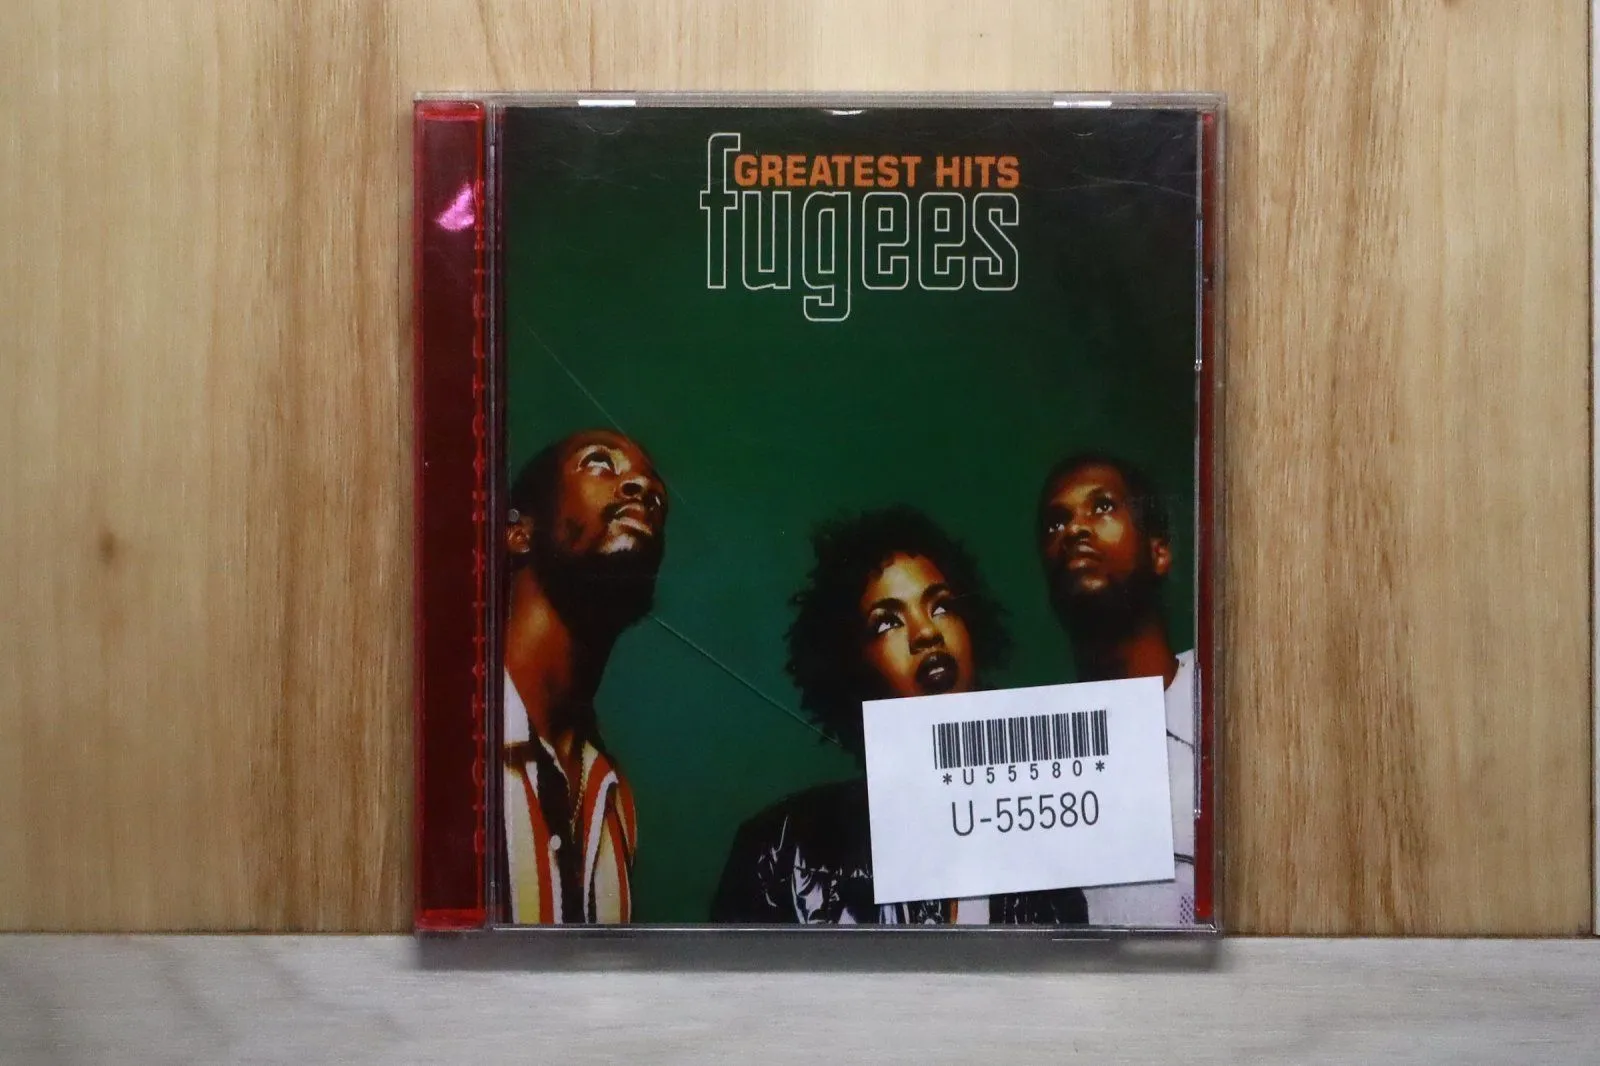 GREATEST HITS
fugees
*U55580*
U-55580